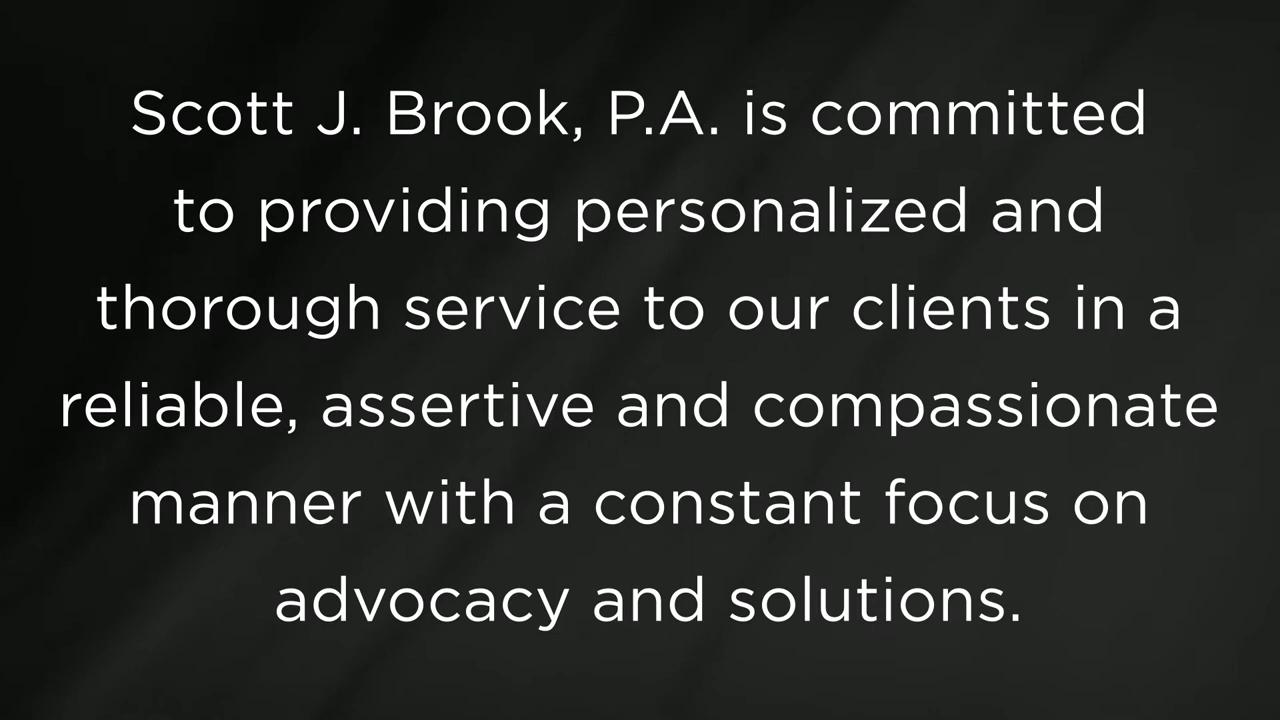 Scott J. Brook, P.A. is committed
to providing personalized and
thorough service to our clients in a
reliable, assertive and compassionate
manner with a constant focus on
advocacy and solutions.